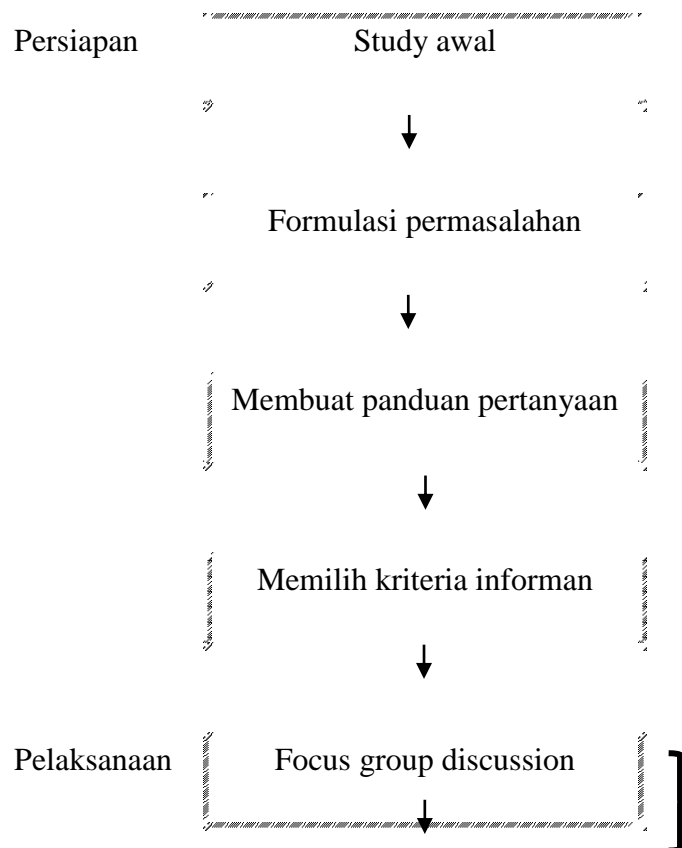 Persiapan Study awal
Formulasi permasalahan
Membuat panduan pertanyaan
Memilih kriteria informan
Pelaksanaan Focus group discussion